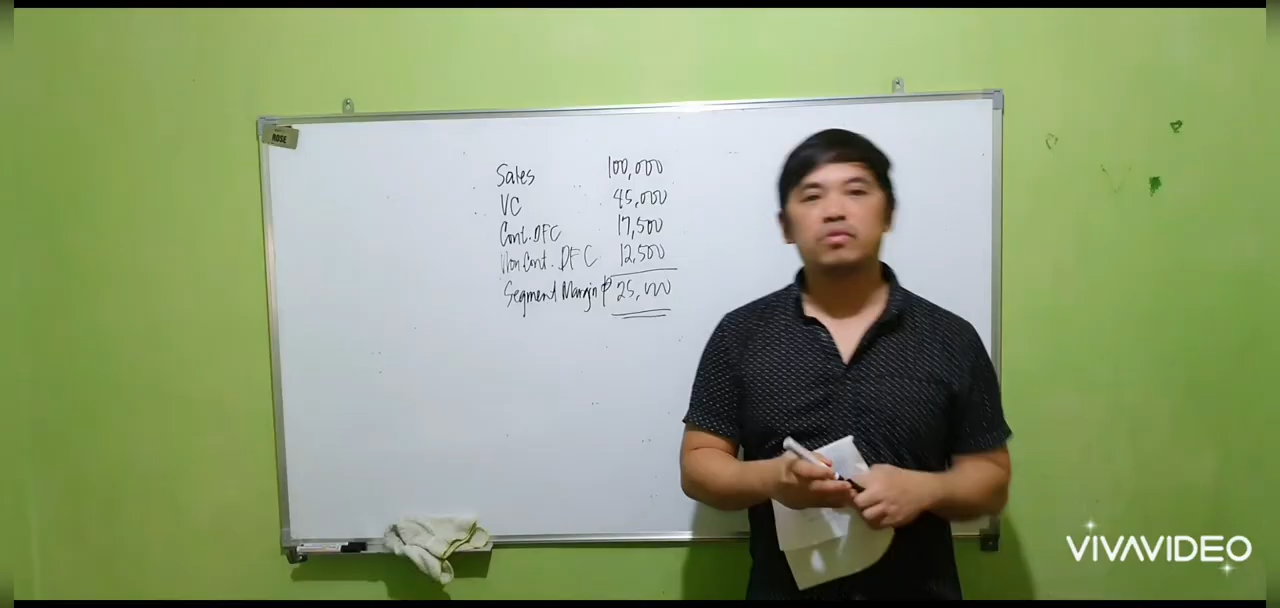 ROSE
Sales 100,000
VC 45,000
Cont. DFC 17,500
Non Cont. DFC 12,500
Segment Margin ₱ 25,000
VIVAVIDEO